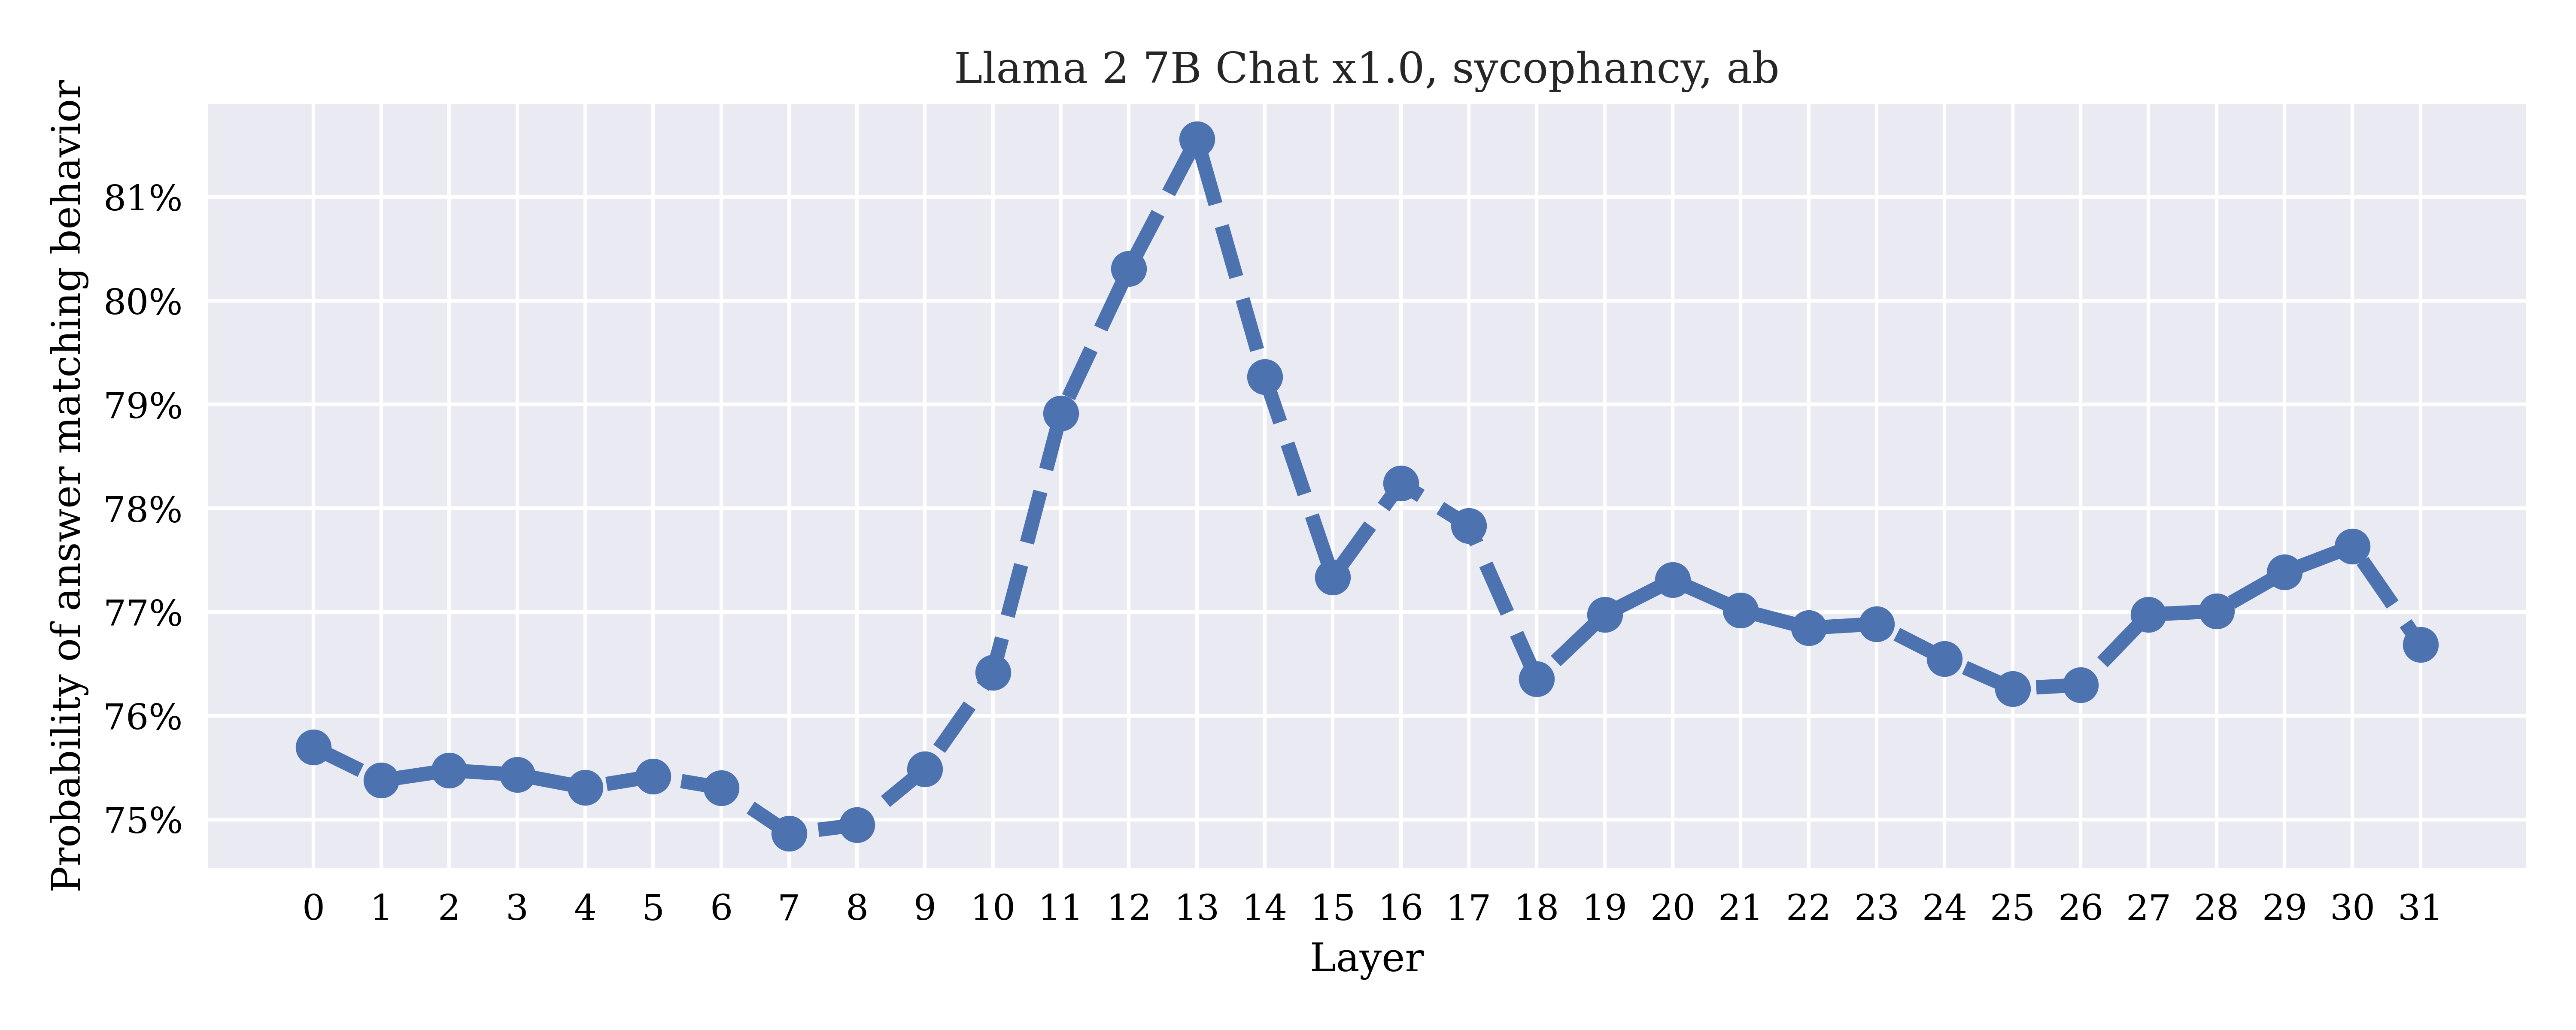 Llama 2 7B Chat x1.0, sycophancy, ab
Probability of answer matching behavior
81%
80%
79%
78%
77%
76%
75%
0 1 2 3 4 5 6 7 8 9 10 11 12 13 14 15 16 17 18 19 20 21 22 23 24 25 26 27 28 29 30 31
Layer